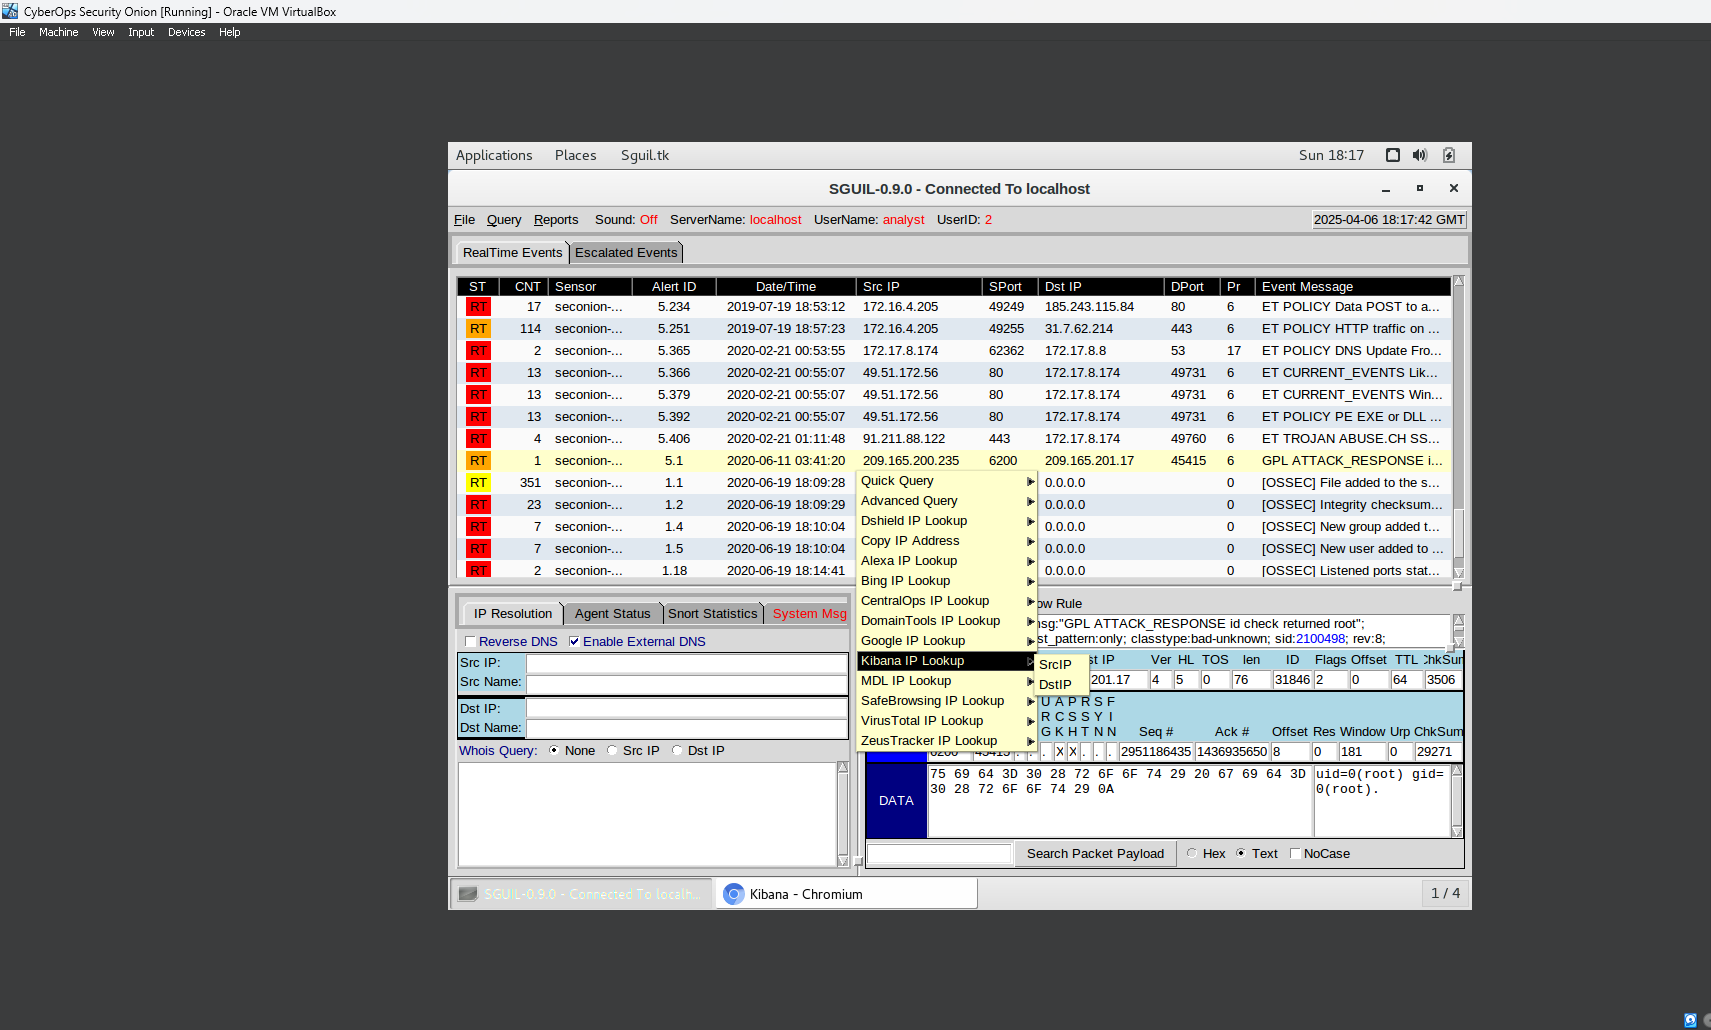 CyberOps Security Onion [Running] - Oracle VM VirtualBox
File Machine View Input Devices Help
Applications Places Sguil.tk Sun 18:17
SGUIL-0.9.0 - Connected To localhost
File Query Reports Sound: Off ServerName: localhost UserName: analyst UserID: 2 2025-04-06 18:17:42 GMT
RealTime Events Escalated Events
ST CNT Sensor Alert ID Date/Time Src IP SPort Dst IP DPort Pr Event Message
RT 17 seconion-... 5.234 2019-07-19 18:53:12 172.16.4.205 49249 185.243.115.84 80 6 ET POLICY Data POST to a...
RT 114 seconion-... 5.251 2019-07-19 18:57:23 172.16.4.205 49255 31.7.62.214 443 6 ET POLICY HTTP traffic on ...
RT 2 seconion-... 5.365 2020-02-21 00:53:55 172.17.8.174 62362 172.17.8.8 53 17 ET POLICY DNS Update Fro...
RT 13 seconion-... 5.366 2020-02-21 00:55:07 49.51.172.56 80 172.17.8.174 49731 6 ET CURRENT_EVENTS Lik...
RT 13 seconion-... 5.379 2020-02-21 00:55:07 49.51.172.56 80 172.17.8.174 49731 6 ET CURRENT_EVENTS Win...
RT 13 seconion-... 5.392 2020-02-21 00:55:07 49.51.172.56 80 172.17.8.174 49731 6 ET POLICY PE EXE or DLL ...
RT 4 seconion-... 5.406 2020-02-21 01:11:48 91.211.88.122 443 172.17.8.174 49760 6 ET TROJAN ABUSE.CH SS...
RT 1 seconion-... 5.1 2020-06-11 03:41:20 209.165.200.235 6200 209.165.201.17 45415 6 GPL ATTACK_RESPONSE i...
RT 351 seconion-... 1.1 2020-06-19 18:09:28 0.0.0.0 0 [OSSEC] File added to the s...
RT 23 seconion-... 1.2 2020-06-19 18:09:29 0.0.0.0 0 [OSSEC] Integrity checksum...
RT 7 seconion-... 1.4 2020-06-19 18:10:04 0.0.0.0 0 [OSSEC] New group added t...
RT 7 seconion-... 1.5 2020-06-19 18:10:04 0.0.0.0 0 [OSSEC] New user added to ...
RT 2 seconion-... 1.18 2020-06-19 18:14:41 0.0.0.0 0 [OSSEC] Listened ports stat...
Quick Query
Advanced Query
Dshield IP Lookup
Copy IP Address
Alexa IP Lookup
Bing IP Lookup
CentralOps IP Lookup
DomainTools IP Lookup
Google IP Lookup
Kibana IP Lookup
MDL IP Lookup
SafeBrowsing IP Lookup
VirusTotal IP Lookup
ZeusTracker IP Lookup
SrcIP
DstIP
IP Resolution Agent Status Snort Statistics System Msg
Reverse DNS Enable External DNS
Src IP:
Src Name:
Dst IP:
Dst Name:
Whois Query: None Src IP Dst IP
ow Rule
sg:"GPL ATTACK_RESPONSE id check returned root";
st_pattern:only; classtype:bad-unknown; sid:2100498; rev:8;
st IP Ver HL TOS len ID Flags Offset TTL ChkSum
201.17 4 5 0 76 31846 2 0 64 3506
U A P R S F
R C S S Y I
G K H T N N Seq # Ack # Offset Res Window Urp ChkSum
6200 45415 . . . X X . . . 2951186435 1436935650 8 0 181 0 29271
DATA
75 69 64 3D 30 28 72 6F 6F 74 29 20 67 69 64 3D uid=0(root) gid=
30 28 72 6F 6F 74 29 0A 0(root).
Search Packet Payload Hex Text NoCase
SGUIL-0.9.0 - Connected To localh... Kibana - Chromium 1 / 4